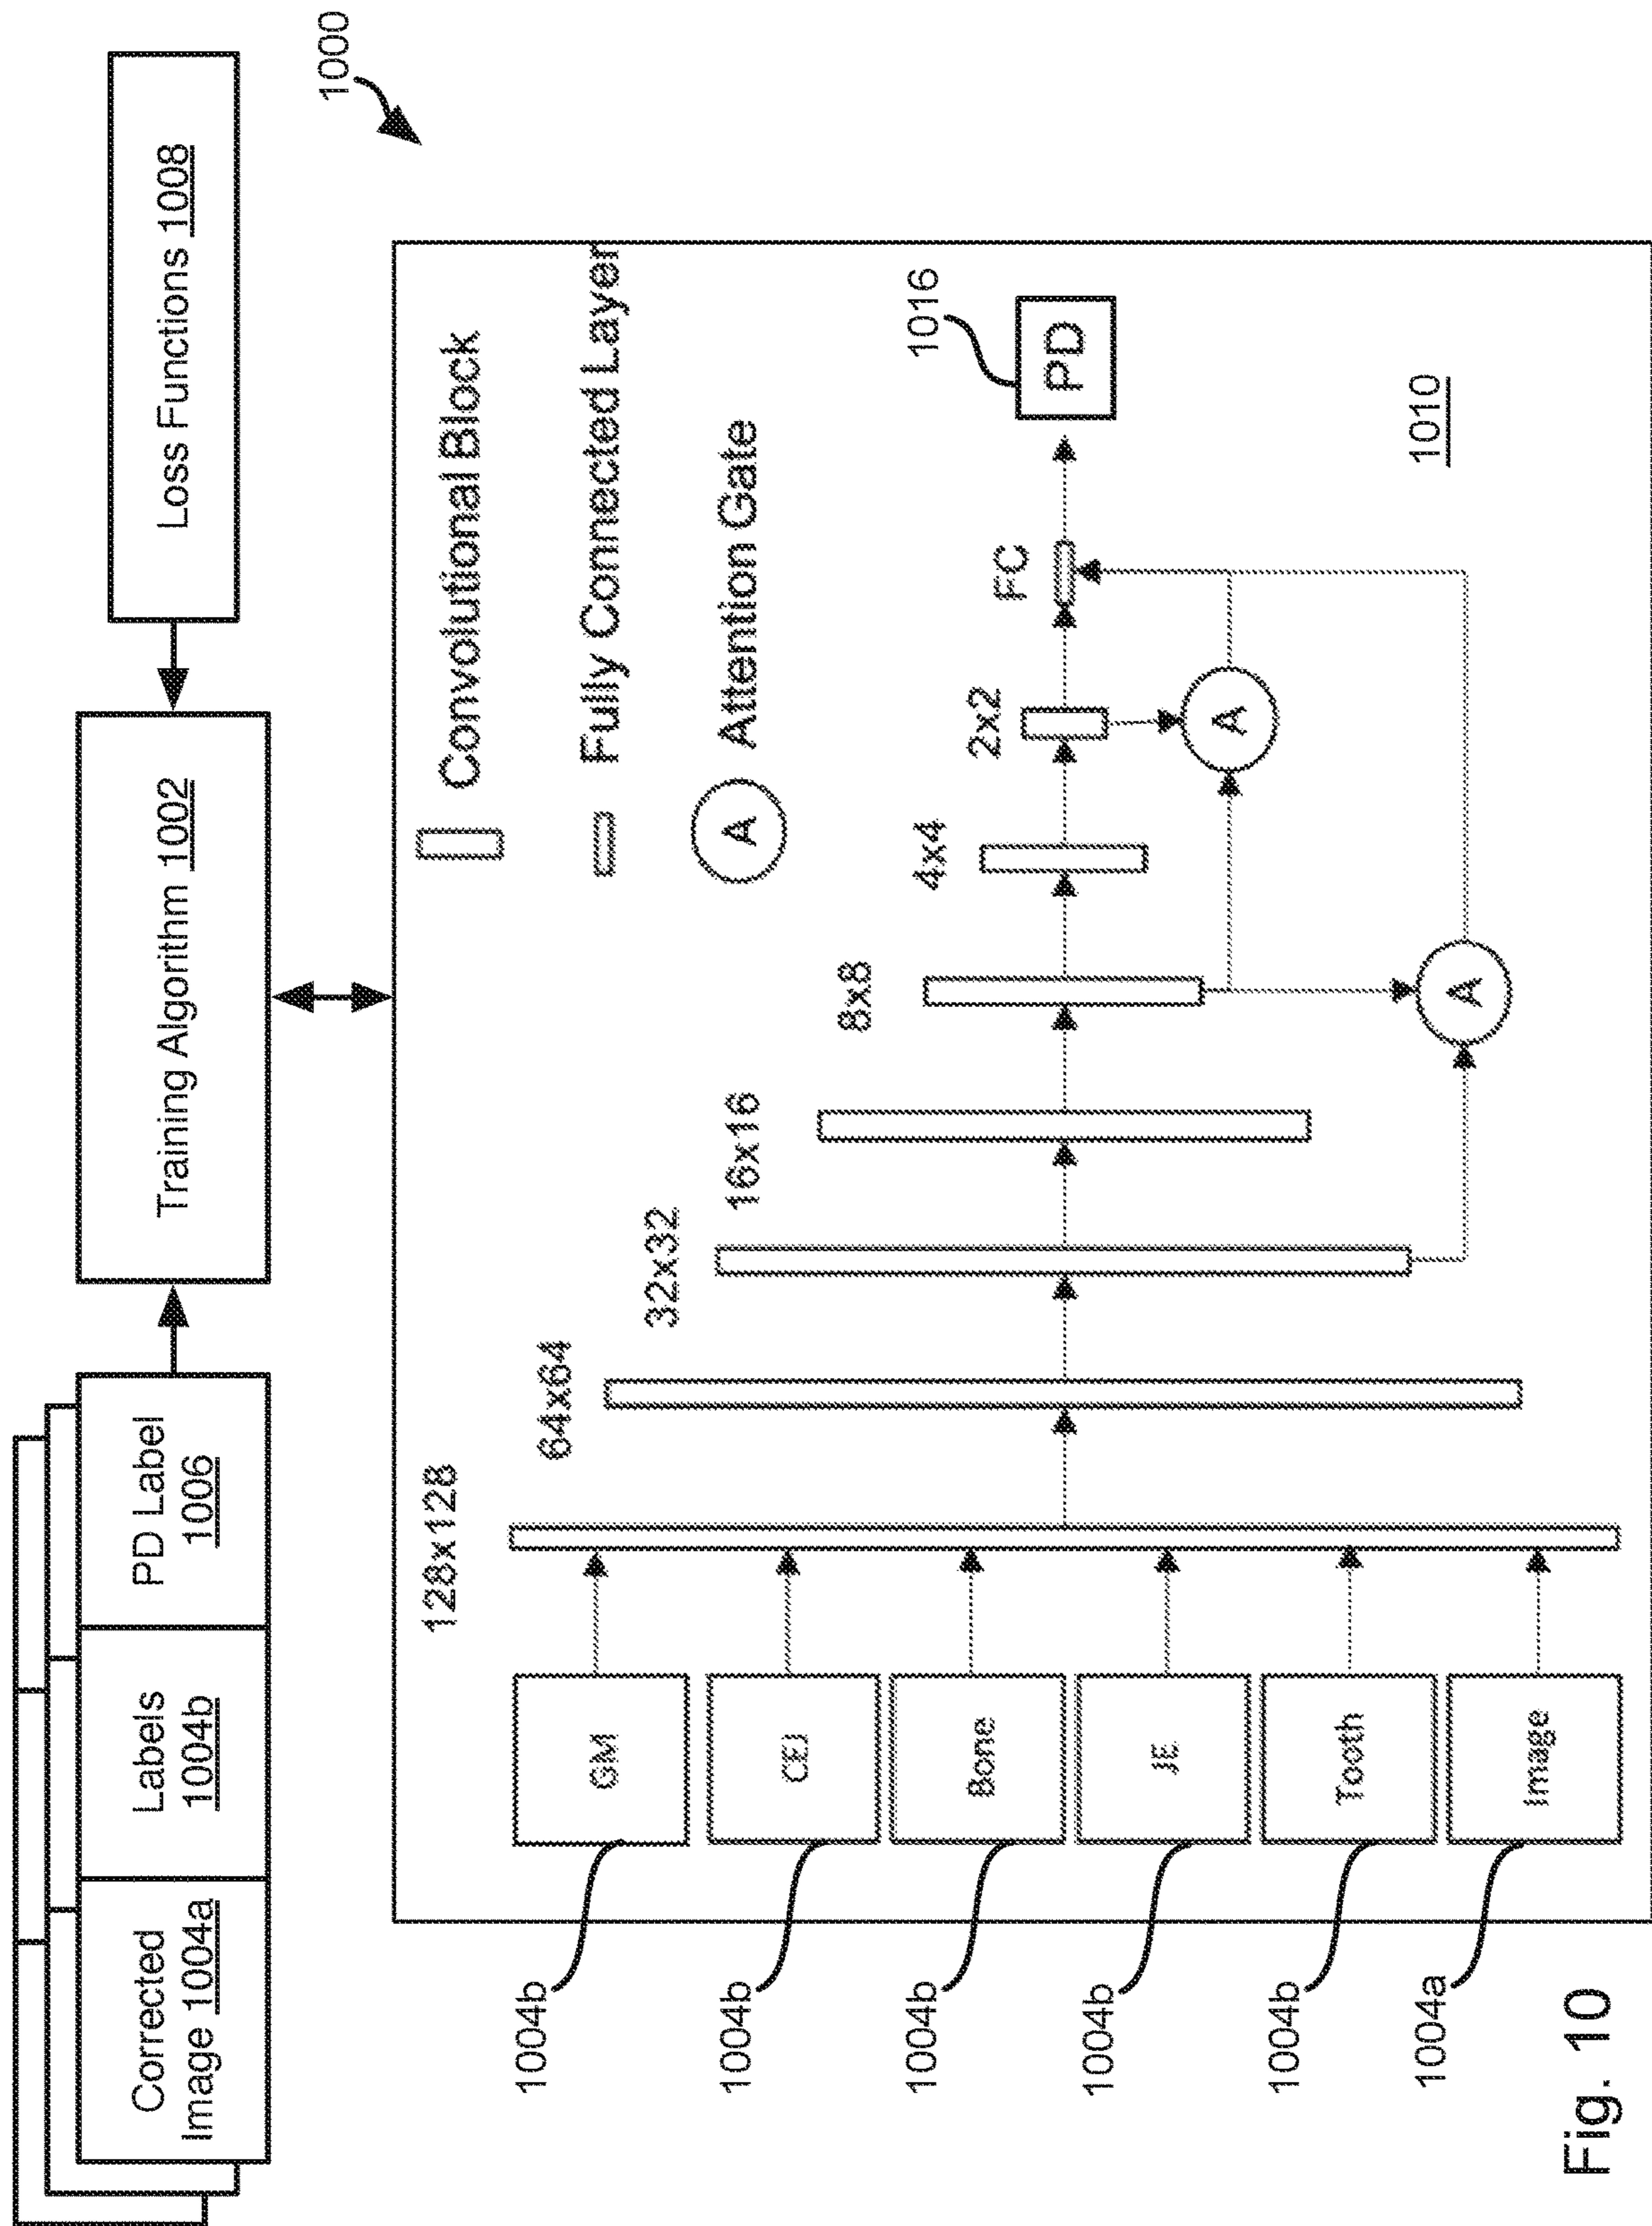 Corrected
Image 1004a
Labels
1004b
PD Label
1006
Training Algorithm 1002
Loss Functions 1008
1000
Convolutional Block
Fully Connected Layer
A Attention Gate
128x128
64x64
32x32
16x16
8x8
4x4
2x2
FC
1016
PD
1004b
GM
1004b
CEJ
1004b
Bone
1004b
JE
1004b
Tooth
1004a
Image
A
A
1010
Fig. 10